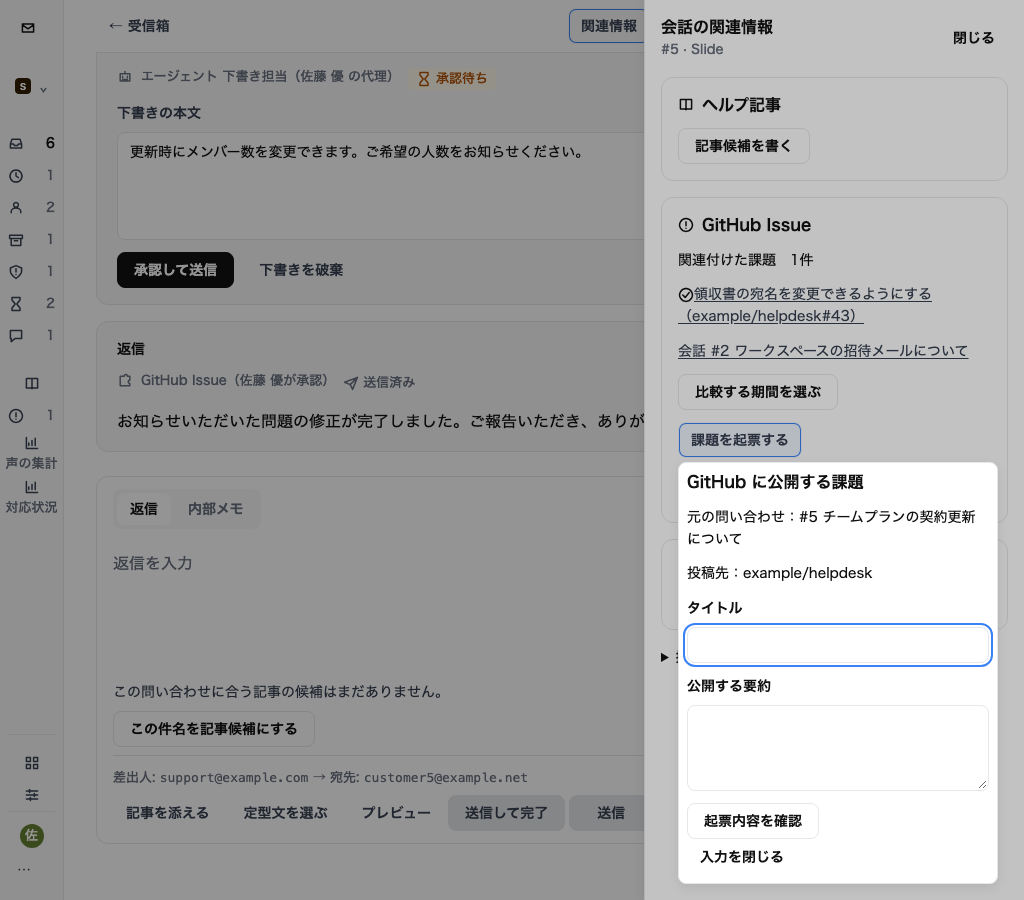 S
6
1
2
1
1
2
1
1
声の集計
対応状況
佐
…
← 受信箱
関連情報
エージェント 下書き担当（佐藤 優 の代理）
承認待ち
下書きの本文
更新時にメンバー数を変更できます。ご希望の人数をお知らせください。
承認して送信
下書きを破棄
返信
GitHub Issue（佐藤 優が承認）
送信済み
お知らせいただいた問題の修正が完了しました。ご報告いただき、ありが
返信
内部メモ
返信を入力
この問い合わせに合う記事の候補はまだありません。
この件名を記事候補にする
差出人: support@example.com → 宛先: customer5@example.net
記事を添える
定型文を選ぶ
プレビュー
送信して完了
送信
会話の関連情報
#5 · Slide
閉じる
ヘルプ記事
記事候補を書く
GitHub Issue
関連付けた課題　1件
領収書の宛名を変更できるようにする
（example/helpdesk#43）
会話 #2 ワークスペースの招待メールについて
比較する期間を選ぶ
課題を起票する
GitHub に公開する課題
元の問い合わせ：#5 チームプランの契約更新
について
投稿先：example/helpdesk
タイトル
公開する要約
起票内容を確認
入力を閉じる